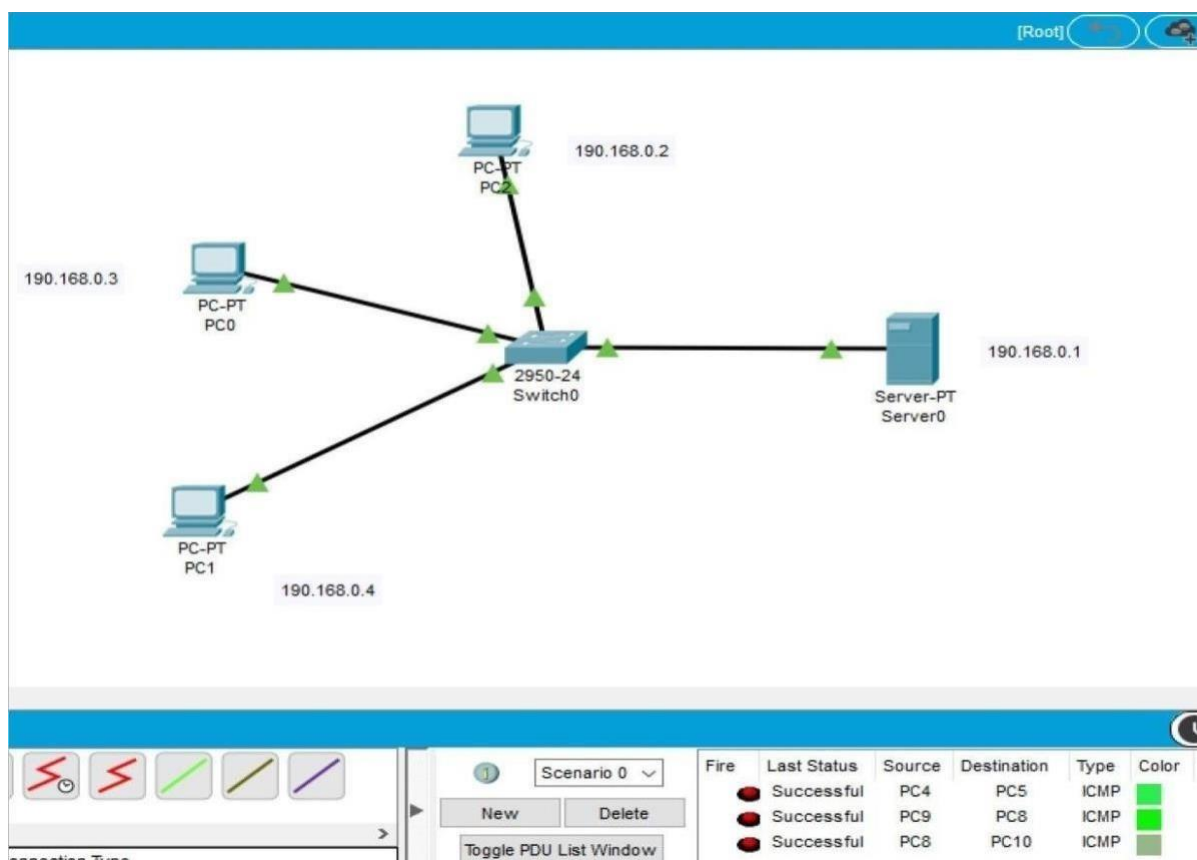 [Root]
190.168.0.2
PC-PT
PC2
190.168.0.3
PC-PT
PC0
2950-24
Switch0
190.168.0.1
Server-PT
Server0
PC-PT
PC1
190.168.0.4
Scenario 0
New Delete
Toggle PDU List Window
Fire Last Status Source Destination Type Color
Successful PC4 PC5 ICMP
Successful PC9 PC8 ICMP
Successful PC8 PC10 ICMP
Type